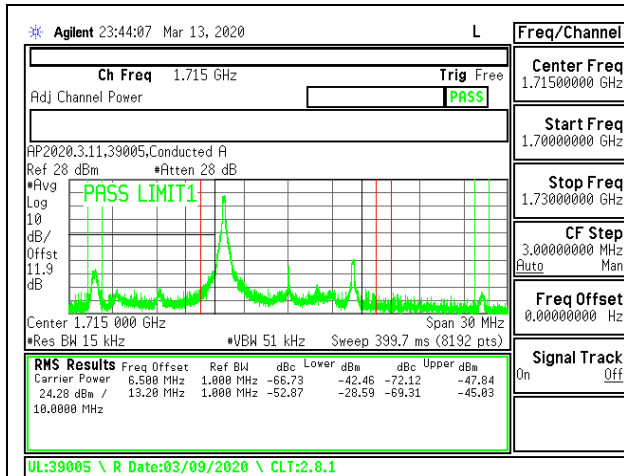 Agilent 23:44:07 Mar 13, 2020 L
Freq/Channel
Ch Freq 1.715 GHz Trig Free
Adj Channel Power PASS
Center Freq
1.71500000 GHz
Start Freq
1.70000000 GHz
Stop Freq
1.73000000 GHz
CF Step
3.00000000 MHz
Auto Man
Freq Offset
0.00000000 Hz
Signal Track
On Off
AP2020.3.11,39005,Conducted A
Ref 28 dBm #Atten 28 dB
#Avg
Log
10
dB/
Offst
11.9
dB
PASS LIMIT1
Center 1.715 000 GHz Span 30 MHz
#Res BW 15 kHz #VBW 51 kHz Sweep 399.7 ms (8192 pts)
RMS Results Freq Offset Ref BW dBc Lower dBm dBc Upper dBm
Carrier Power 6.500 MHz 1.000 MHz -66.73 -42.46 -72.12 -47.84
24.28 dBm / 13.20 MHz 1.000 MHz -52.87 -28.59 -69.31 -45.03
10.0000 MHz
UL:39005 \ R Date:03/09/2020 \ CLT:2.8.1